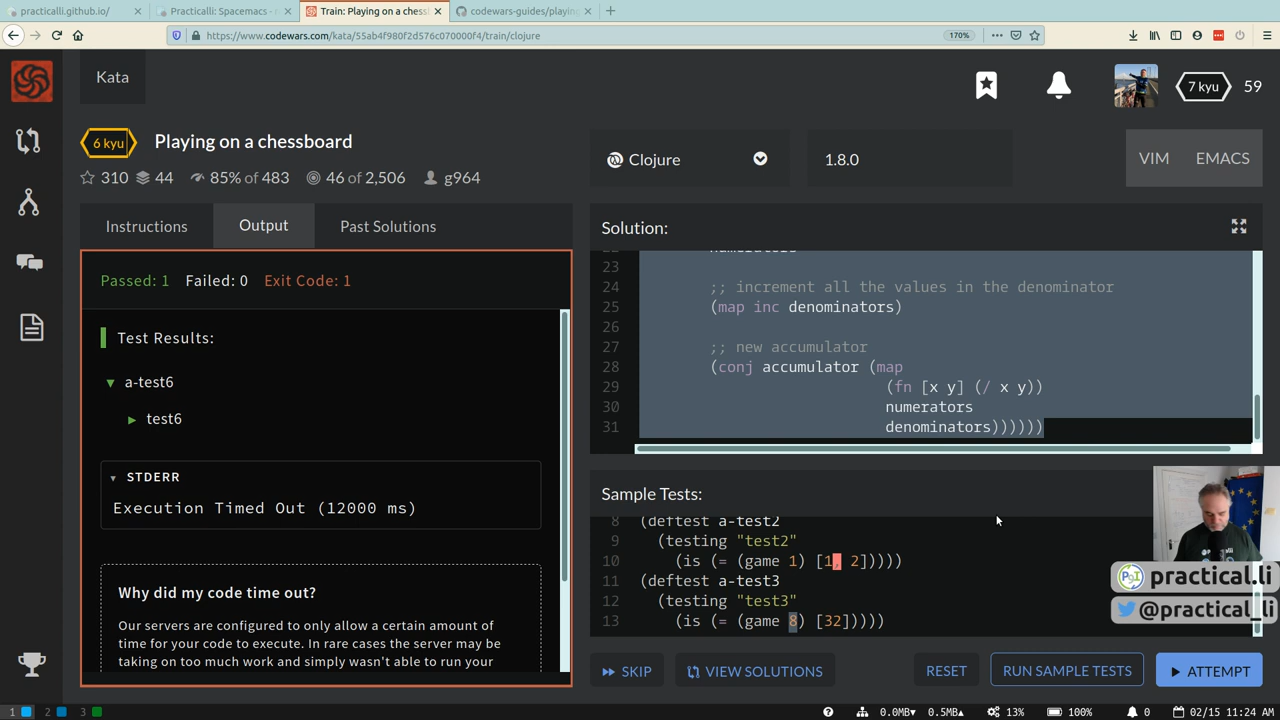 practicalli.github.io/
Practicalli: Spacemacs -
Train: Playing on a chess
codewars-guides/playing
https://www.codewars.com/kata/55ab4f980f2d576c070000f4/train/clojure
170%
Kata
7 kyu
59
6 kyu
Playing on a chessboard
310
44
85% of 483
46 of 2,506
g964
Clojure
1.8.0
VIM
EMACS
Instructions
Output
Past Solutions
Passed: 1 Failed: 0 Exit Code: 1
Test Results:
a-test6
test6
STDERR
Execution Timed Out (12000 ms)
Why did my code time out?
Our servers are configured to only allow a certain amount of
time for your code to execute. In rare cases the server may be
taking on too much work and simply wasn't able to run your
Solution:
numerators
23
24 ;; increment all the values in the denominator
25 (map inc denominators)
26
27 ;; new accumulator
28 (conj accumulator (map
29 (fn [x y] (/ x y))
30 numerators
31 denominators))))))
Sample Tests:
8 (deftest a-test2
9 (testing "test2"
10 (is (= (game 1) [1, 2]))))
11 (deftest a-test3
12 (testing "test3"
13 (is (= (game 8) [32]))))
practical.li
@practical_li
SKIP
VIEW SOLUTIONS
RESET
RUN SAMPLE TESTS
ATTEMPT
1
2
3
0.0MB
0.5MB
13%
100%
0
02/15 11:24 AM